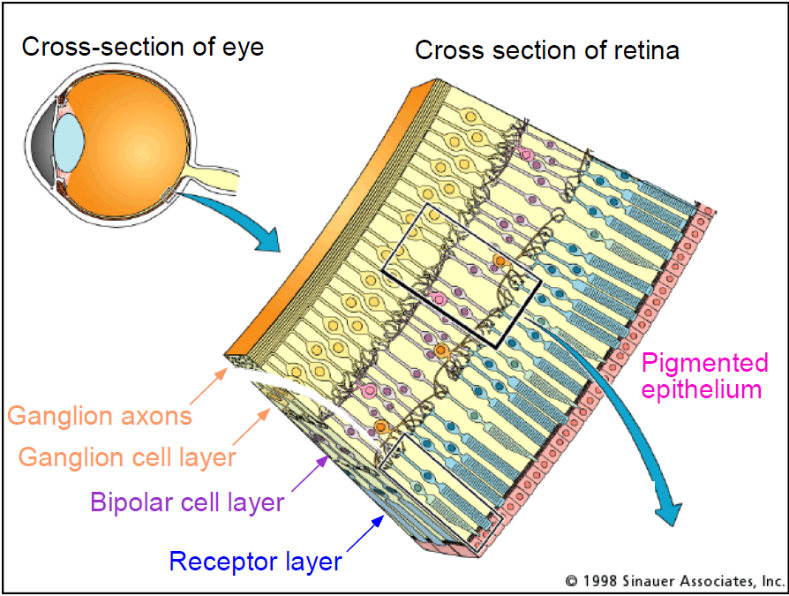 Cross-section of eye
Cross section of retina
Pigmented
epithelium
Ganglion axons
Ganglion cell layer
Bipolar cell layer
Receptor layer
© 1998 Sinauer Associates, Inc.